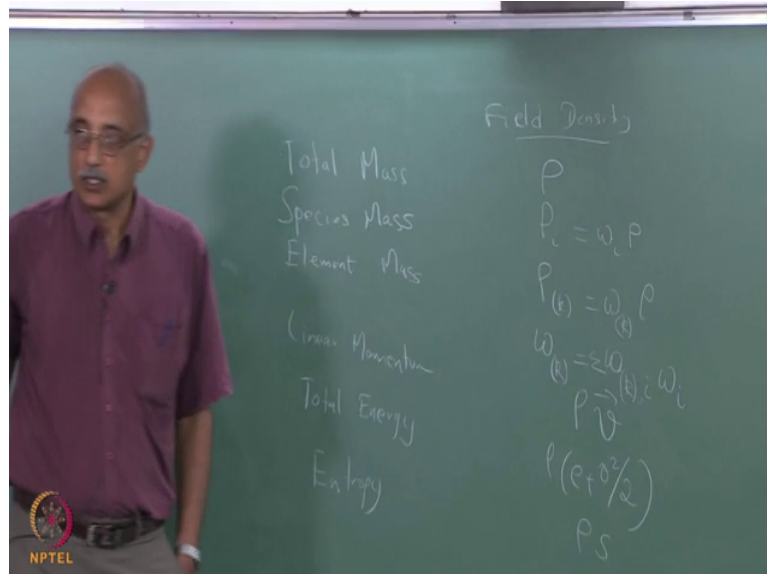 Field Density
Total Mass ρ
Species Mass ρ_i = ω_i ρ
Element Mass ρ_(k) = ω_(k) ρ
ω_(k) = Σ ω_(k),i ω_i
Linear Momentum ρ v⃗
Total Energy ρ(e + v²/2)
Entropy ρ s
NPTEL